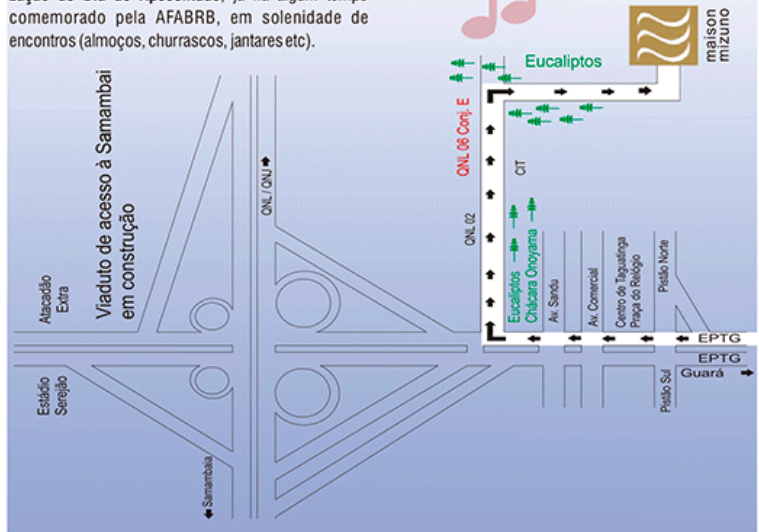 comemorado pela AFABRB, em solenidade de
encontros (almoços, churrascos, jantares etc).
maison
mizuno
Eucaliptos
QNL 06 Conj. E
CIT
QNL 02
Eucaliptos
Chácara Onoyama
Av. Sandu
Av. Comercial
Centro de Taguatinga
Praça do Relógio
Pistão Norte
EPTG
EPTG
Guará
Pistão Sul
QNL / QNJ
Viaduto de acesso à Samambai
em construção
Atacadão
Extra
Estádio
Serejão
Samambaia